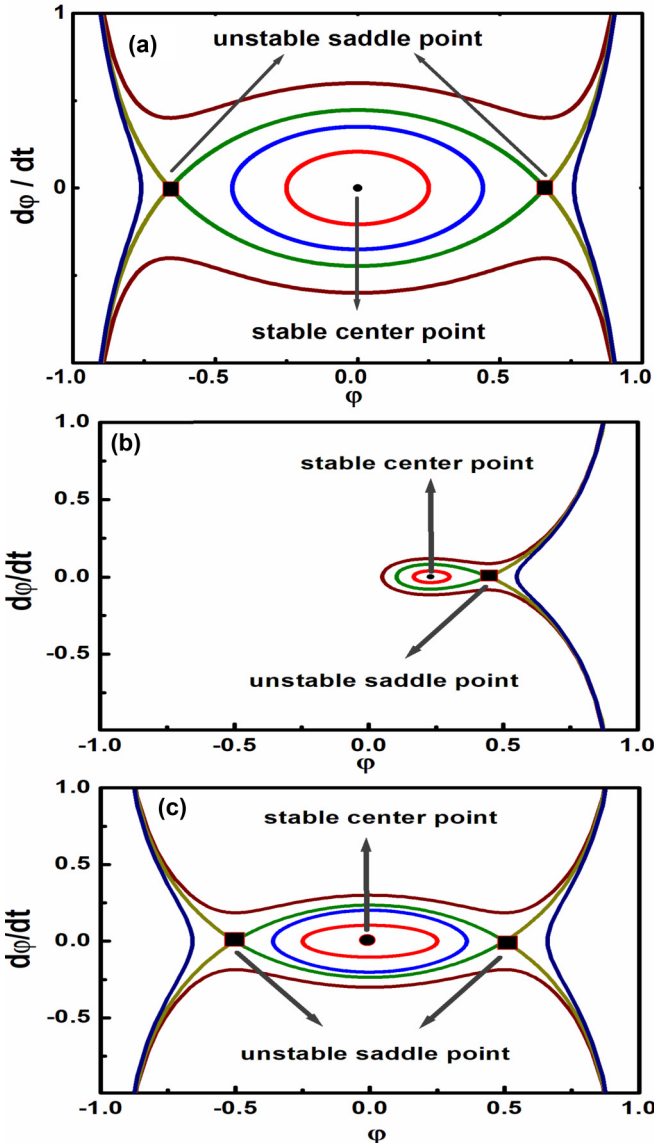 (a)
unstable saddle point
1
0
dφ / dt
stable center point
-1.0 -0.5 0.0 0.5 1.0
φ
(b)
1.0
stable center point
0.5
0.0
dφ/dt
-0.5
unstable saddle point
-1.0 -0.5 0.0 0.5 1.0
φ
(c)
1.0
stable center point
0.5
0.0
dφ/dt
-0.5
unstable saddle point
-1.0 -0.5 0.0 0.5 1.0
φ